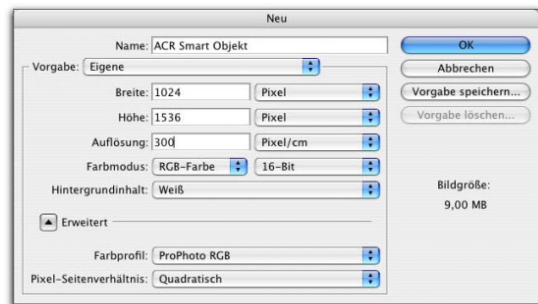 Neu
Name: ACR Smart Objekt
OK
Vorgabe: Eigene
Abbrechen
Breite: 1024 Pixel
Vorgabe speichern...
Höhe: 1536 Pixel
Vorgabe löschen...
Auflösung: 300 Pixel/cm
Farbmodus: RGB-Farbe 16-Bit
Hintergrundinhalt: Weiß
Bildgröße:
9,00 MB
Erweitert
Farbprofil: ProPhoto RGB
Pixel-Seitenverhältnis: Quadratisch